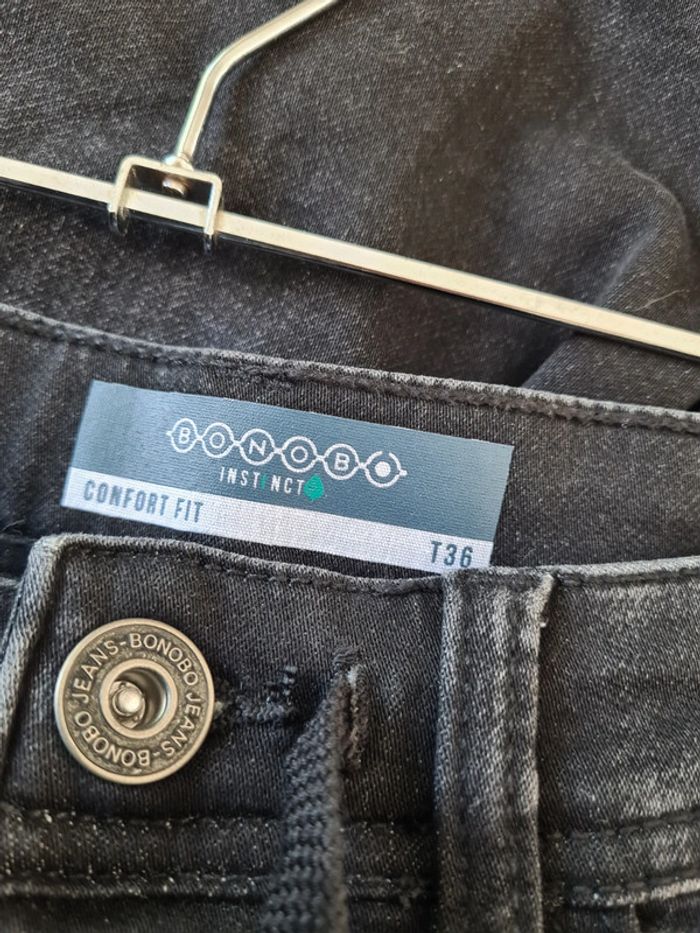 BONOBO
INSTINCT
CONFORT FIT
T36
BONOBO JEANS-BONOBO JEANS-